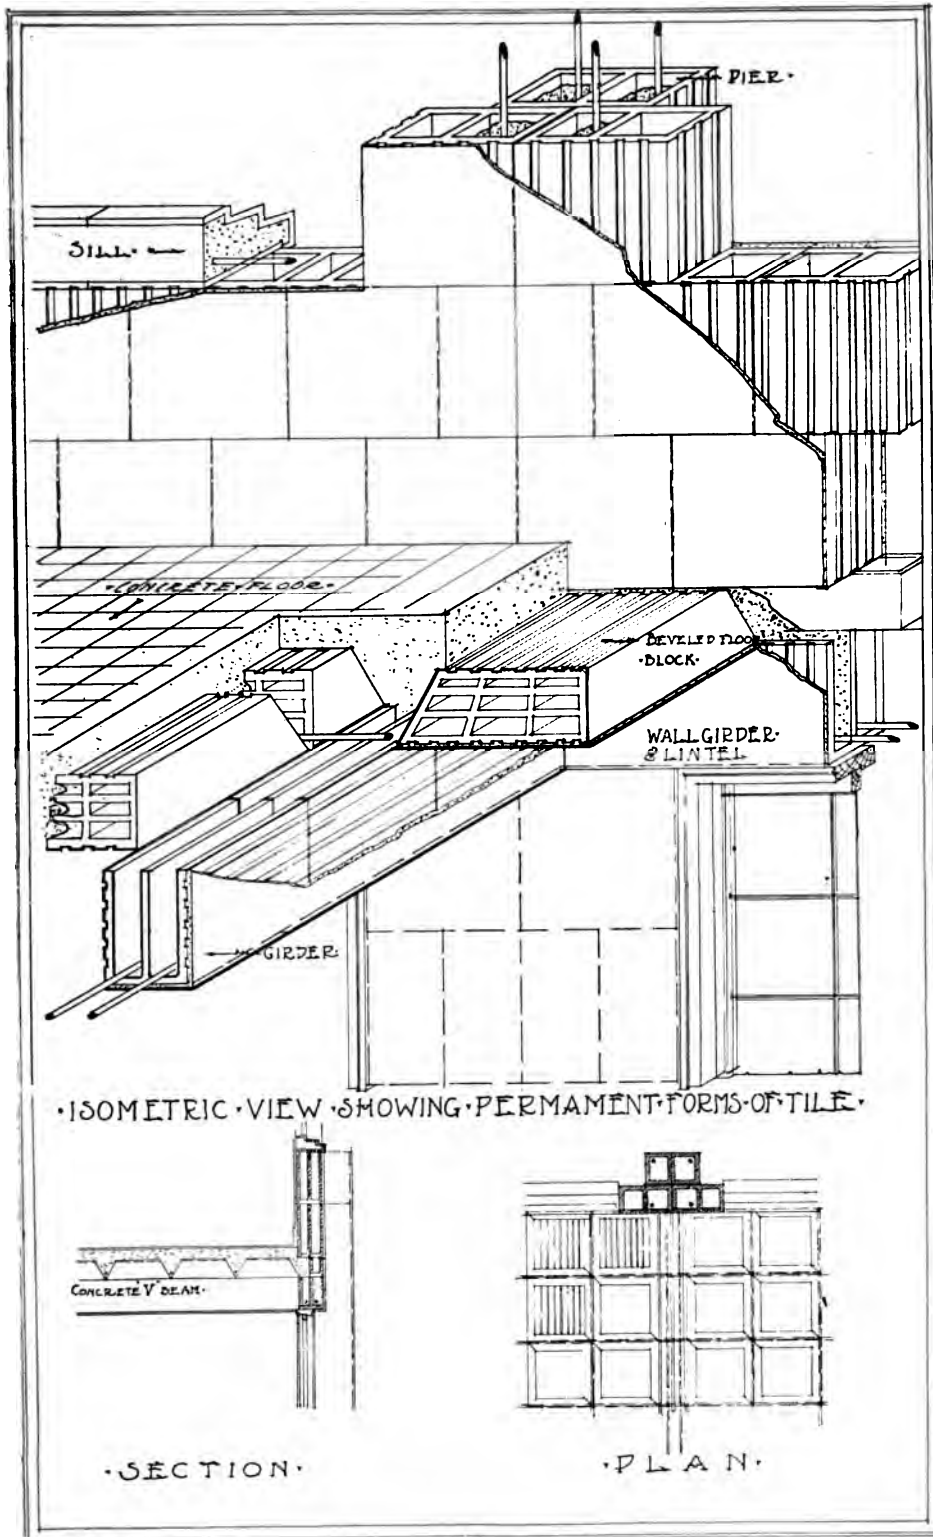 PIER·
SILL·
·CONCRETE·FLOOR·
BEVELED FLOO
·BLOCK·
WALL GIRDER·
& LINTEL
GIRDER·
·ISOMETRIC·VIEW·SHOWING·PERMAMENT·FORMS·OF·TILE·
CONCRETE "V" BEAM·
·SECTION·
·PLAN·